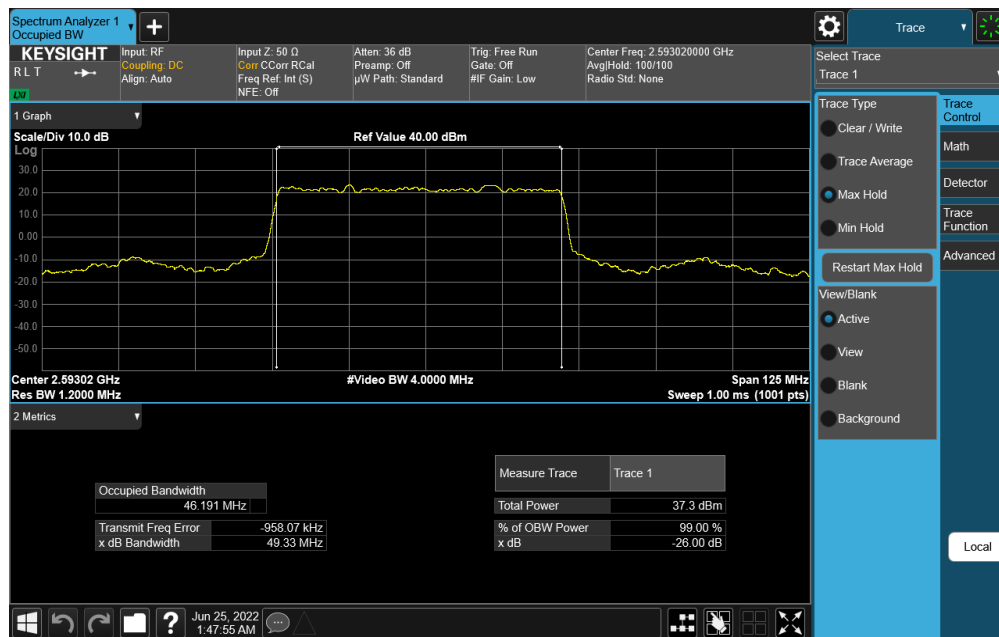 Spectrum Analyzer 1
Occupied BW
Trace
KEYSIGHT
R L T
LXI
Input: RF
Coupling: DC
Align: Auto
Input Z: 50 Ω
Corr CCorr RCal
Freq Ref: Int (S)
NFE: Off
Atten: 36 dB
Preamp: Off
µW Path: Standard
Trig: Free Run
Gate: Off
#IF Gain: Low
Center Freq: 2.593020000 GHz
Avg|Hold: 100/100
Radio Std: None
Select Trace
Trace 1
1 Graph
Scale/Div 10.0 dB
Ref Value 40.00 dBm
Log
30.0
20.0
10.0
0.00
-10.0
-20.0
-30.0
-40.0
-50.0
Center 2.59302 GHz
#Video BW 4.0000 MHz
Span 125 MHz
Res BW 1.2000 MHz
Sweep 1.00 ms (1001 pts)
2 Metrics
Occupied Bandwidth
46.191 MHz
Transmit Freq Error -958.07 kHz
x dB Bandwidth 49.33 MHz
Measure Trace Trace 1
Total Power 37.3 dBm
% of OBW Power 99.00 %
x dB -26.00 dB
Trace Type
Clear / Write
Trace Average
Max Hold
Min Hold
Restart Max Hold
View/Blank
Active
View
Blank
Background
Trace
Control
Math
Detector
Trace
Function
Advanced
Local
?
Jun 25, 2022
1:47:55 AM